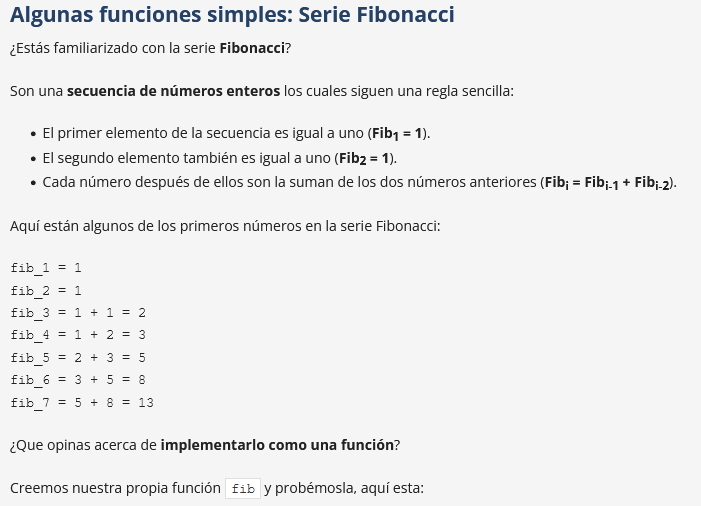 Algunas funciones simples: Serie Fibonacci
¿Estás familiarizado con la serie Fibonacci?
Son una secuencia de números enteros los cuales siguen una regla sencilla:
• El primer elemento de la secuencia es igual a uno (Fib1 = 1).
• El segundo elemento también es igual a uno (Fib2 = 1).
• Cada número después de ellos son la suman de los dos números anteriores (Fibi = Fibi-1 + Fibi-2).
Aquí están algunos de los primeros números en la serie Fibonacci:
fib_1 = 1
fib_2 = 1
fib_3 = 1 + 1 = 2
fib_4 = 1 + 2 = 3
fib_5 = 2 + 3 = 5
fib_6 = 3 + 5 = 8
fib_7 = 5 + 8 = 13
¿Que opinas acerca de implementarlo como una función?
Creemos nuestra propia función fib y probémosla, aquí esta: